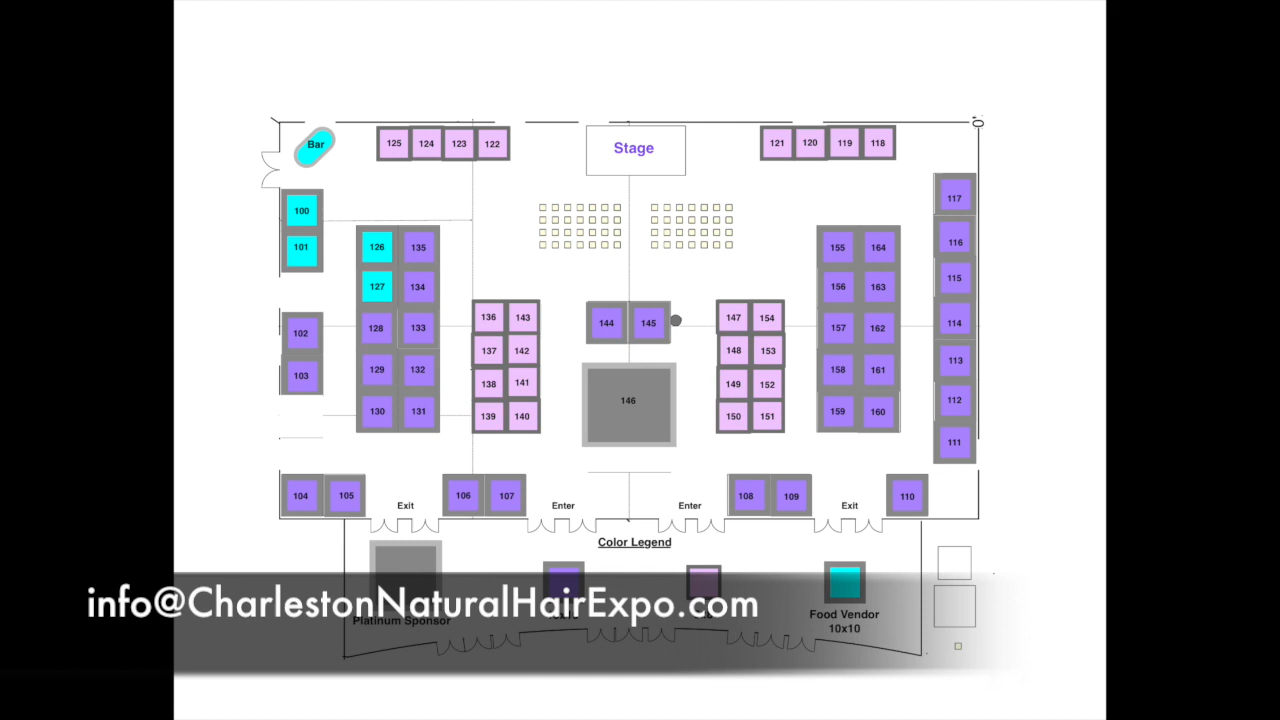 Bar
125 124 123 122
Stage
121 120 119 118
100
101
102
103
126 135
127 134
128 133
129 132
130 131
136 143
137 142
138 141
139 140
144 145
146
147 154
148 153
149 152
150 151
155 164
156 163
157 162
158 161
159 160
117
116
115
114
113
112
111
104 105
106 107
108 109
110
Exit
Enter
Enter
Exit
Color Legend
Platinum Sponsor
Food Vendor
10x10
info@CharlestonNaturalHairExpo.com